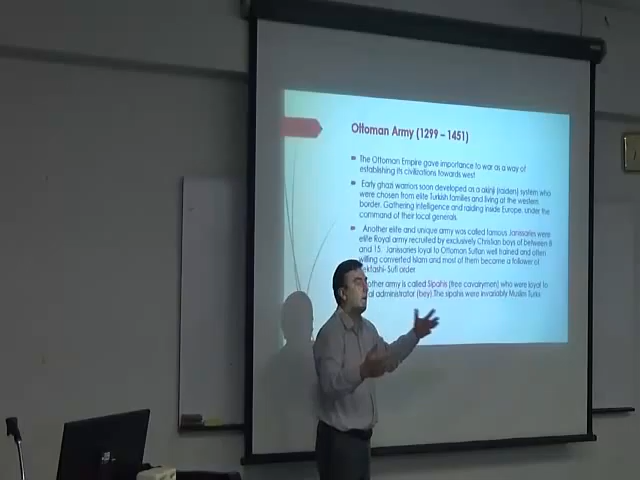 Ottoman Army (1299 – 1451)
The Ottoman Empire gave importance to war as a way of
establishing its civilizations towards west
Early ghazi warriors soon developed as a akinji (raiden) system who
were chosen from elite Turkish families and living at the western
border. Gathering intelligence and raiding inside Europe, under the
command of their local generals.
Another elite and unique army was called famous Janissaries were
elite Royal army recruited by exclusively Christian boys of between 8
and 15. Janissaries loyal to Ottoman Sultan well trained and often
willing converted Islam and most of them become a follower of
ektashi- Sufi order
other army is called Sipahis (free cavalrymen) who were loyal to
al administrator (bey). The sipahis were invariably Muslim Turks